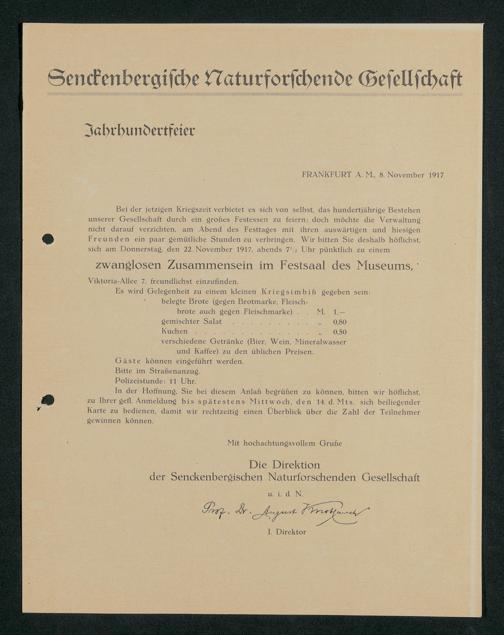 Senckenbergische Naturforschende Gesellschaft
Jahrhundertfeier
FRANKFURT A. M., 8. November 1917
Bei der jetzigen Kriegszeit verbietet es sich von selbst, das hundertjährige Bestehen
unserer Gesellschaft durch ein großes Festessen zu feiern; doch möchte die Verwaltung
nicht darauf verzichten, am Abend des Festtages mit ihren auswärtigen und hiesigen
Freunden ein paar gemütliche Stunden zu verbringen. Wir bitten Sie deshalb höflichst,
sich am Donnerstag, den 22. November 1917, abends 7½ Uhr pünktlich zu einem
zwanglosen Zusammensein im Festsaal des Museums,
Viktoria-Allee 7, freundlichst einzufinden.
Es wird Gelegenheit zu einem kleinen Kriegsimbiß gegeben sein:
belegte Brote (gegen Brotmarke, Fleisch-
brote auch gegen Fleischmarke) . . M. 1.—
gemischter Salat . . . . . . . . . „ 0,80
Kuchen . . . . . . . . . . . . . „ 0,50
verschiedene Getränke (Bier, Wein, Mineralwasser
und Kaffee) zu den üblichen Preisen.
Gäste können eingeführt werden.
Bitte im Straßenanzug.
Polizeistunde: 11 Uhr.
In der Hoffnung, Sie bei diesem Anlaß begrüßen zu können, bitten wir höflichst,
zu Ihrer gefl. Anmeldung bis spätestens Mittwoch, den 14. d. Mts. sich beiliegender
Karte zu bedienen, damit wir rechtzeitig einen Überblick über die Zahl der Teilnehmer
gewinnen können.
Mit hochachtungsvollem Gruße
Die Direktion
der Senckenbergischen Naturforschenden Gesellschaft
u. i. d. N.
Prof. Dr. August
I. Direktor